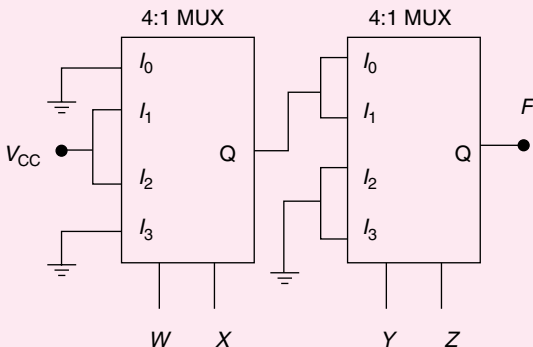 4:1 MUX 4:1 MUX
I0 I0
I1 I1 F
VCC Q Q
I2 I2
I3 I3
W X Y Z